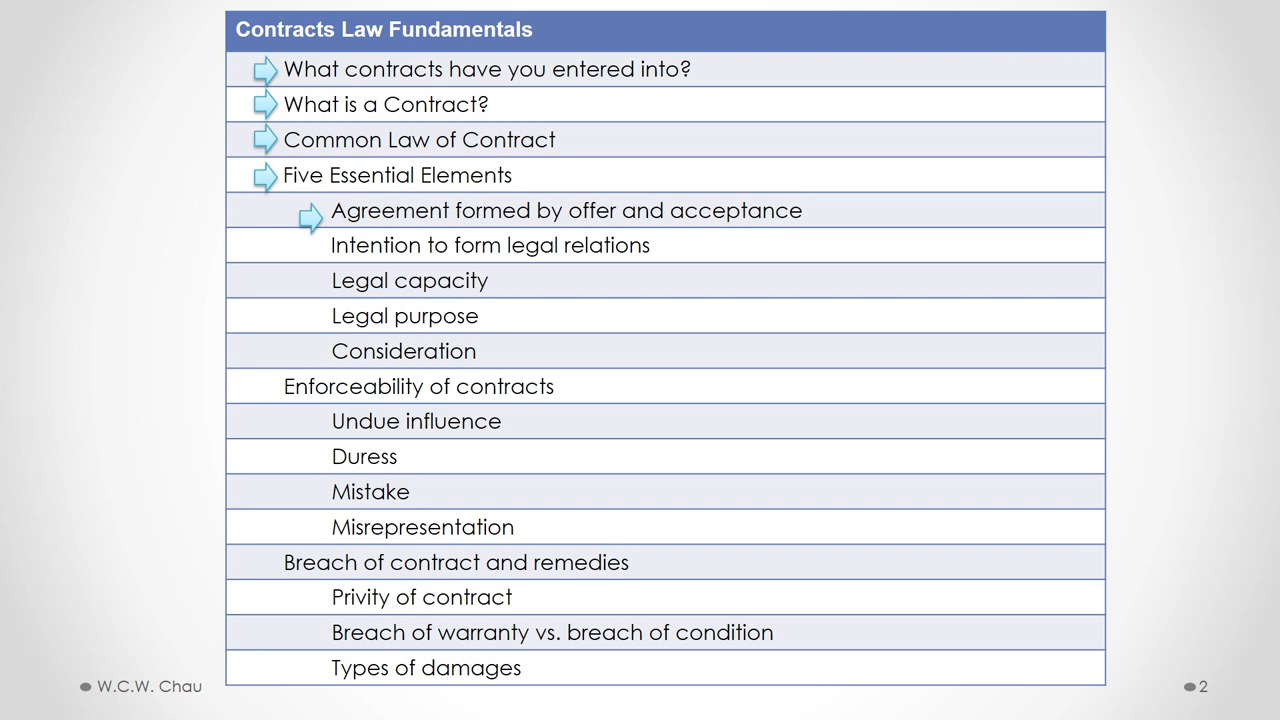 Contracts Law Fundamentals
What contracts have you entered into?
What is a Contract?
Common Law of Contract
Five Essential Elements
Agreement formed by offer and acceptance
Intention to form legal relations
Legal capacity
Legal purpose
Consideration
Enforceability of contracts
Undue influence
Duress
Mistake
Misrepresentation
Breach of contract and remedies
Privity of contract
Breach of warranty vs. breach of condition
Types of damages
W.C.W. Chau
2